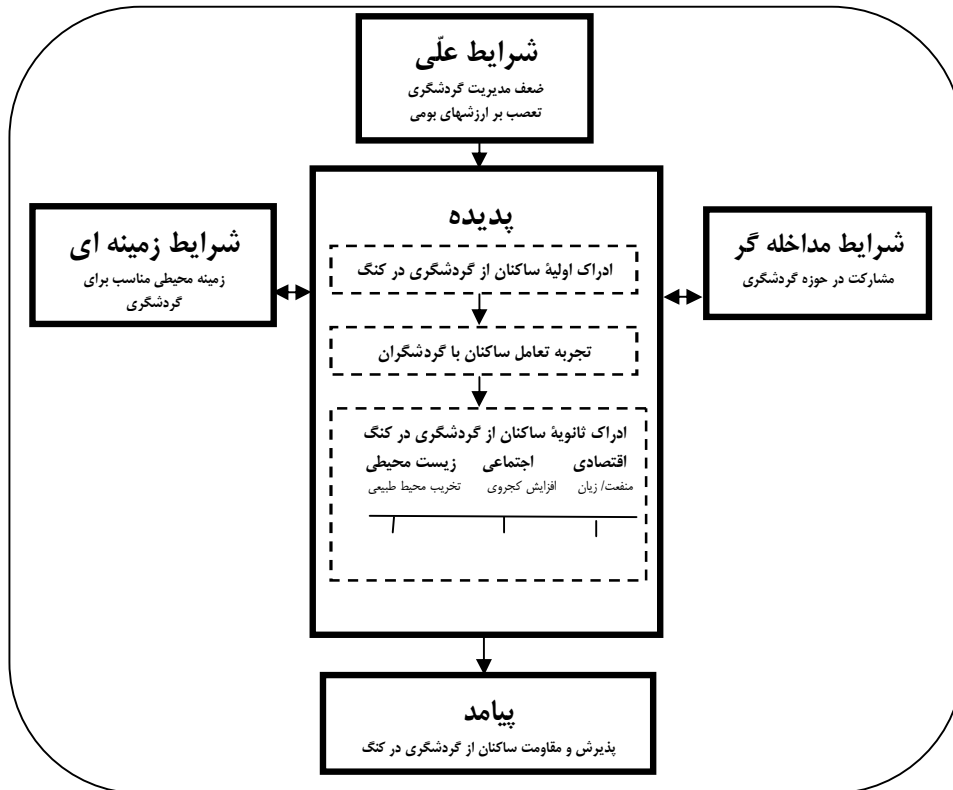 شرایط علّی
ضعف مدیریت گردشگری
تعصب بر ارزشهای بومی
پدیده
ادراک اولیۀ ساکنان از گردشگری در کنگ
تجربه تعامل ساکنان با گردشگران
ادراک ثانویۀ ساکنان از گردشگری در کنگ
اقتصادی اجتماعی زیست محیطی
منفعت/ زیان افزایش کجروی تخریب محیط طبیعی
شرایط مداخله گر
مشارکت در حوزه گردشگری
شرایط زمینه ای
زمینه محیطی مناسب برای
گردشگری
پیامد
پذیرش و مقاومت ساکنان از گردشگری در کنگ